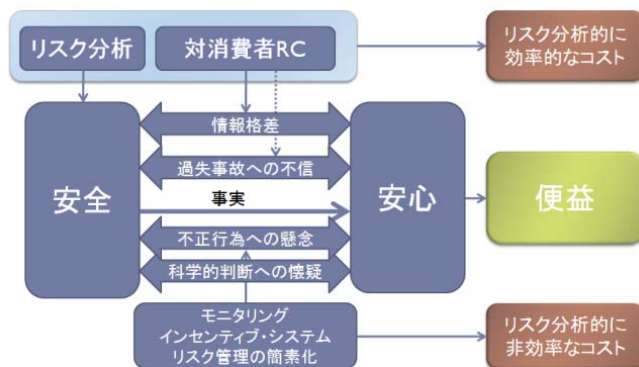 リスク分析
対消費者RC
リスク分析的に
効率的なコスト
情報格差
過失事故への不信
安全
事実
安心
便益
不正行為への懸念
科学的判断への懐疑
モニタリング
インセンティブ・システム
リスク管理の簡素化
リスク分析的に
非効率なコスト